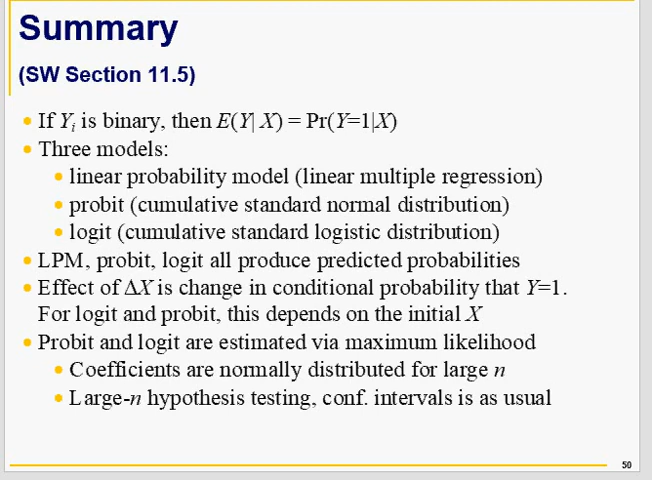 Summary
(SW Section 11.5)
• If Yi is binary, then E(Y| X) = Pr(Y=1|X)
• Three models:
• linear probability model (linear multiple regression)
• probit (cumulative standard normal distribution)
• logit (cumulative standard logistic distribution)
• LPM, probit, logit all produce predicted probabilities
• Effect of ΔX is change in conditional probability that Y=1.
For logit and probit, this depends on the initial X
• Probit and logit are estimated via maximum likelihood
• Coefficients are normally distributed for large n
• Large-n hypothesis testing, conf. intervals is as usual
50